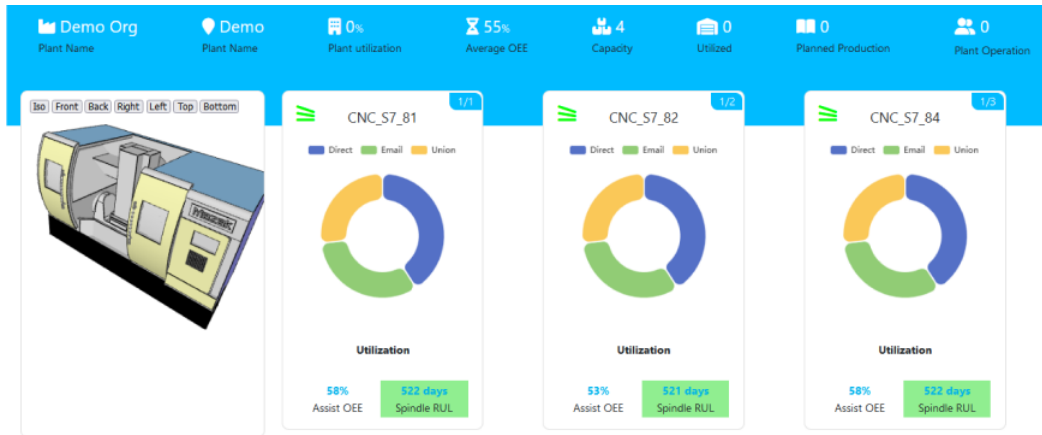 Demo Org
Plant Name
Demo
Plant Name
0%
Plant utilization
55%
Average OEE
4
Capacity
0
Utilized
0
Planned Production
0
Plant Operation
Iso Front Back Right Left Top Bottom
1/1
CNC_S7_81
Direct Email Union
Utilization
58%
Assist OEE
522 days
Spindle RUL
1/2
CNC_S7_82
Direct Email Union
Utilization
53%
Assist OEE
521 days
Spindle RUL
1/3
CNC_S7_84
Direct Email Union
Utilization
58%
Assist OEE
522 days
Spindle RUL